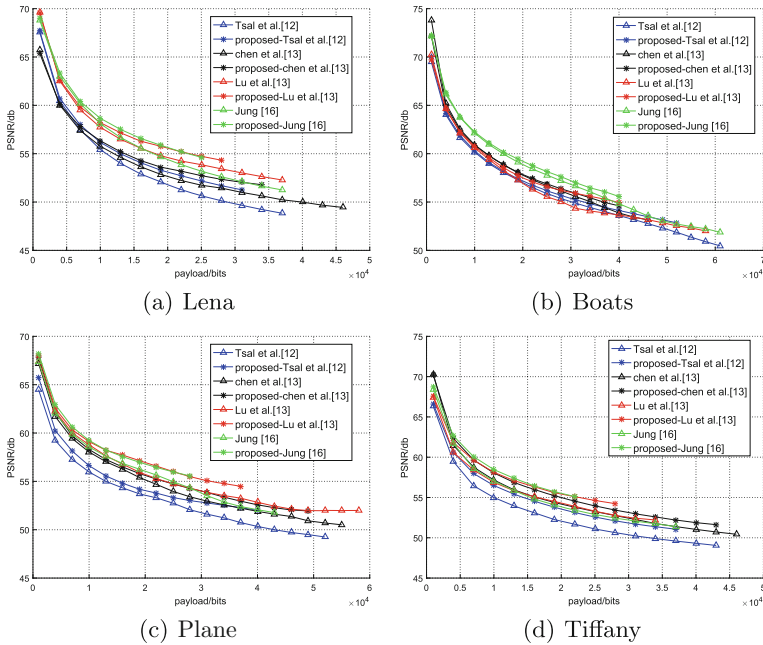 70
65
60
55
50
45
PSNR/db
0
0.5
1
1.5
2
2.5
3
3.5
4
4.5
5
payload/bits
×10^4
Tsal et al.[12]
proposed-Tsal et al.[12]
chen et al.[13]
proposed-chen et al.[13]
Lu et al.[13]
proposed-Lu et al.[13]
Jung [16]
proposed-Jung [16]
(a) Lena
75
70
65
60
55
50
PSNR/db
0
1
2
3
4
5
6
7
payload/bits
×10^4
Tsal et al.[12]
proposed-Tsal et al.[12]
chen et al.[13]
proposed-chen et al.[13]
Lu et al.[13]
proposed-Lu et al.[13]
Jung [16]
proposed-Jung [16]
(b) Boats
70
65
60
55
50
45
PSNR/db
0
1
2
3
4
5
6
payload/bits
×10^4
Tsal et al.[12]
proposed-Tsal et al.[12]
chen et al.[13]
proposed-chen et al.[13]
Lu et al.[13]
proposed-Lu et al.[13]
Jung [16]
proposed-Jung [16]
(c) Plane
75
70
65
60
55
50
45
PSNR/db
0
0.5
1
1.5
2
2.5
3
3.5
4
4.5
5
payload/bits
×10^4
Tsal et al.[12]
proposed-Tsal et al.[12]
chen et al.[13]
proposed-chen et al.[13]
Lu et al.[13]
proposed-Lu et al.[13]
Jung [16]
proposed-Jung [16]
(d) Tiffany